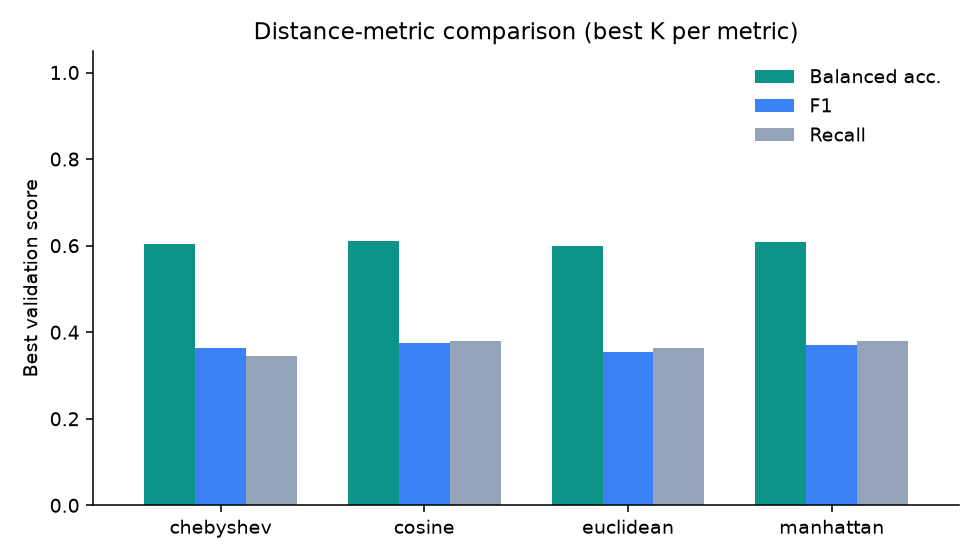 Distance-metric comparison (best K per metric)
Balanced acc.
F1
Recall
Best validation score
1.0
0.8
0.6
0.4
0.2
0.0
chebyshev cosine euclidean manhattan